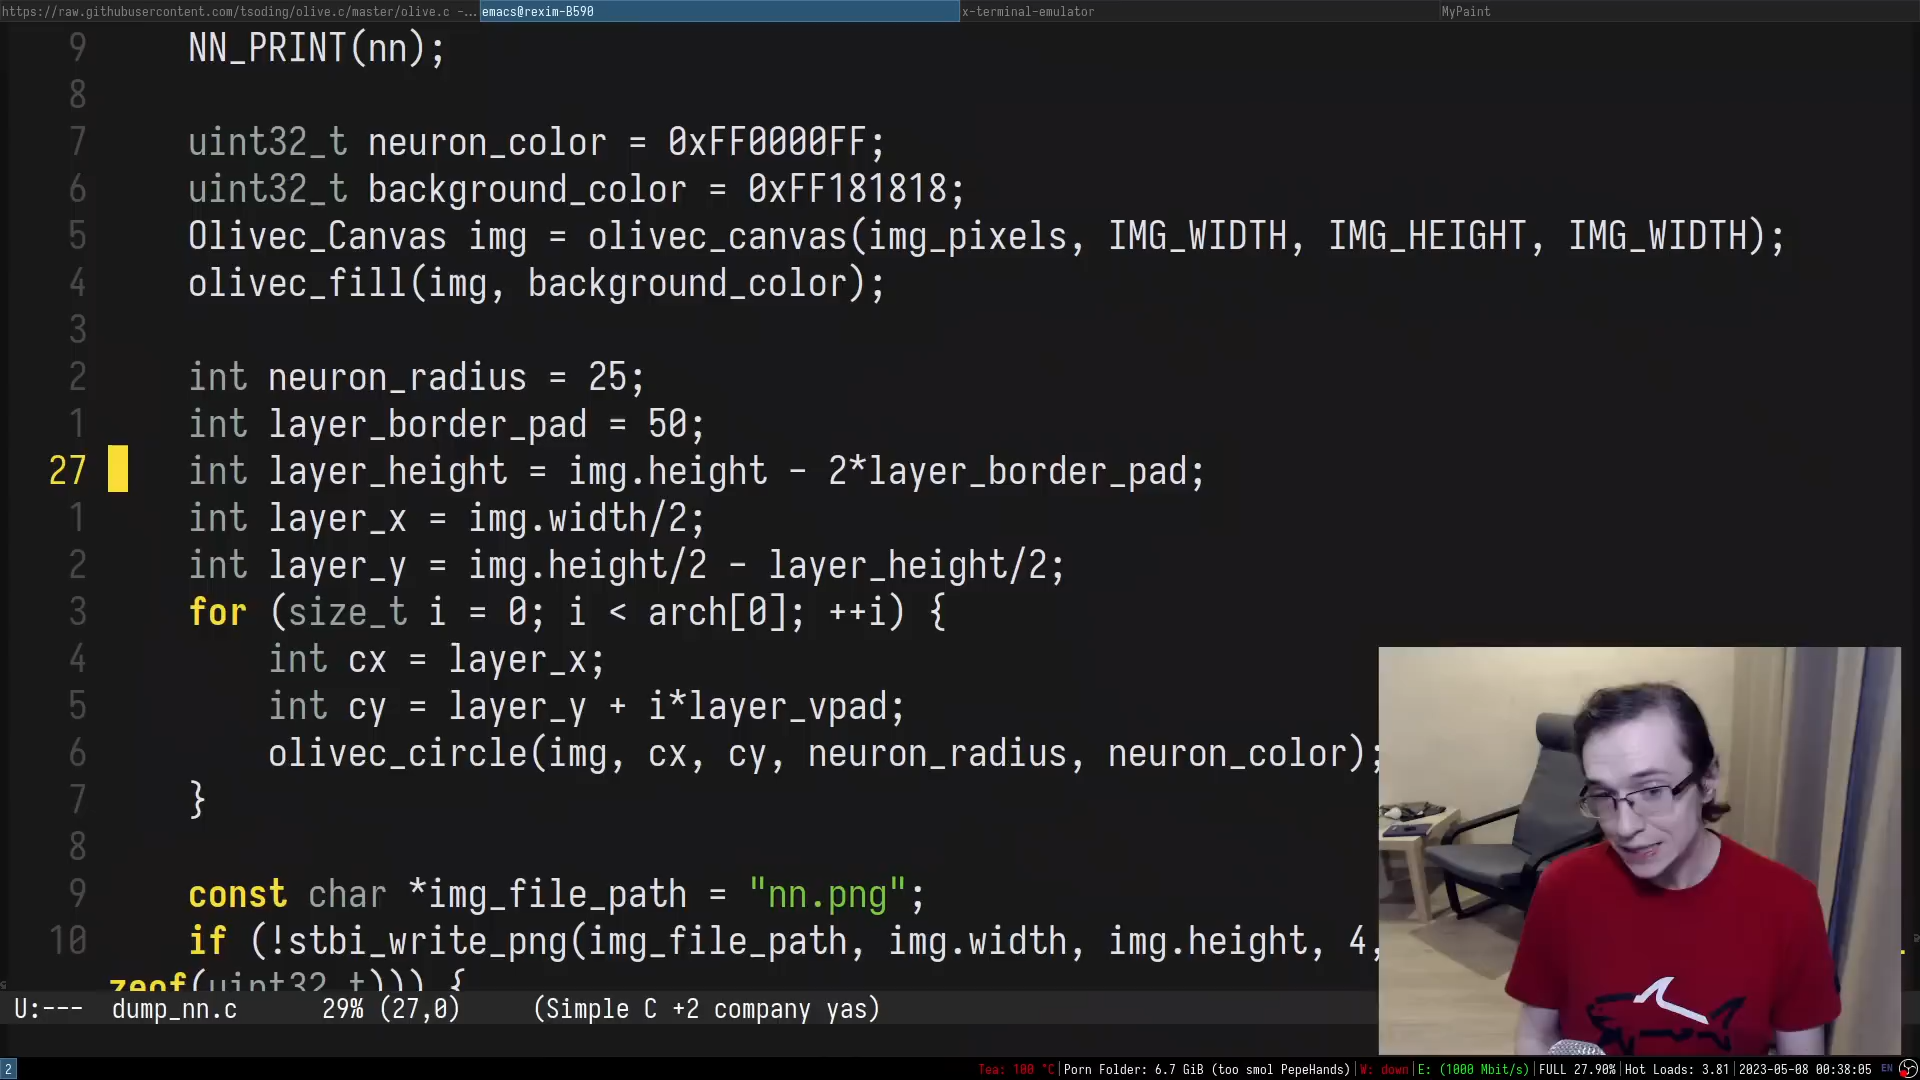 https://raw.githubusercontent.com/tsoding/olive.c/master/olive.c -... emacs@rexim-B590 x-terminal-emulator MyPaint
9 NN_PRINT(nn);
8
7 uint32_t neuron_color = 0xFF0000FF;
6 uint32_t background_color = 0xFF181818;
5 Olivec_Canvas img = olivec_canvas(img_pixels, IMG_WIDTH, IMG_HEIGHT, IMG_WIDTH);
4 olivec_fill(img, background_color);
3
2 int neuron_radius = 25;
1 int layer_border_pad = 50;
27 int layer_height = img.height - 2*layer_border_pad;
1 int layer_x = img.width/2;
2 int layer_y = img.height/2 - layer_height/2;
3 for (size_t i = 0; i < arch[0]; ++i) {
4 int cx = layer_x;
5 int cy = layer_y + i*layer_vpad;
6 olivec_circle(img, cx, cy, neuron_radius, neuron_color);
7 }
8
9 const char *img_file_path = "nn.png";
10 if (!stbi_write_png(img_file_path, img.width, img.height, 4,
zeof(uint32_t))) {
U:--- dump_nn.c 29% (27,0) (Simple C +2 company yas)
2 Tea: 100 °C|Porn Folder: 6.7 GiB (too smol PepeHands)|W: down|E: (1000 Mbit/s)|FULL 27.90%|Hot Loads: 3.81|2023-05-08 00:38:05 EN